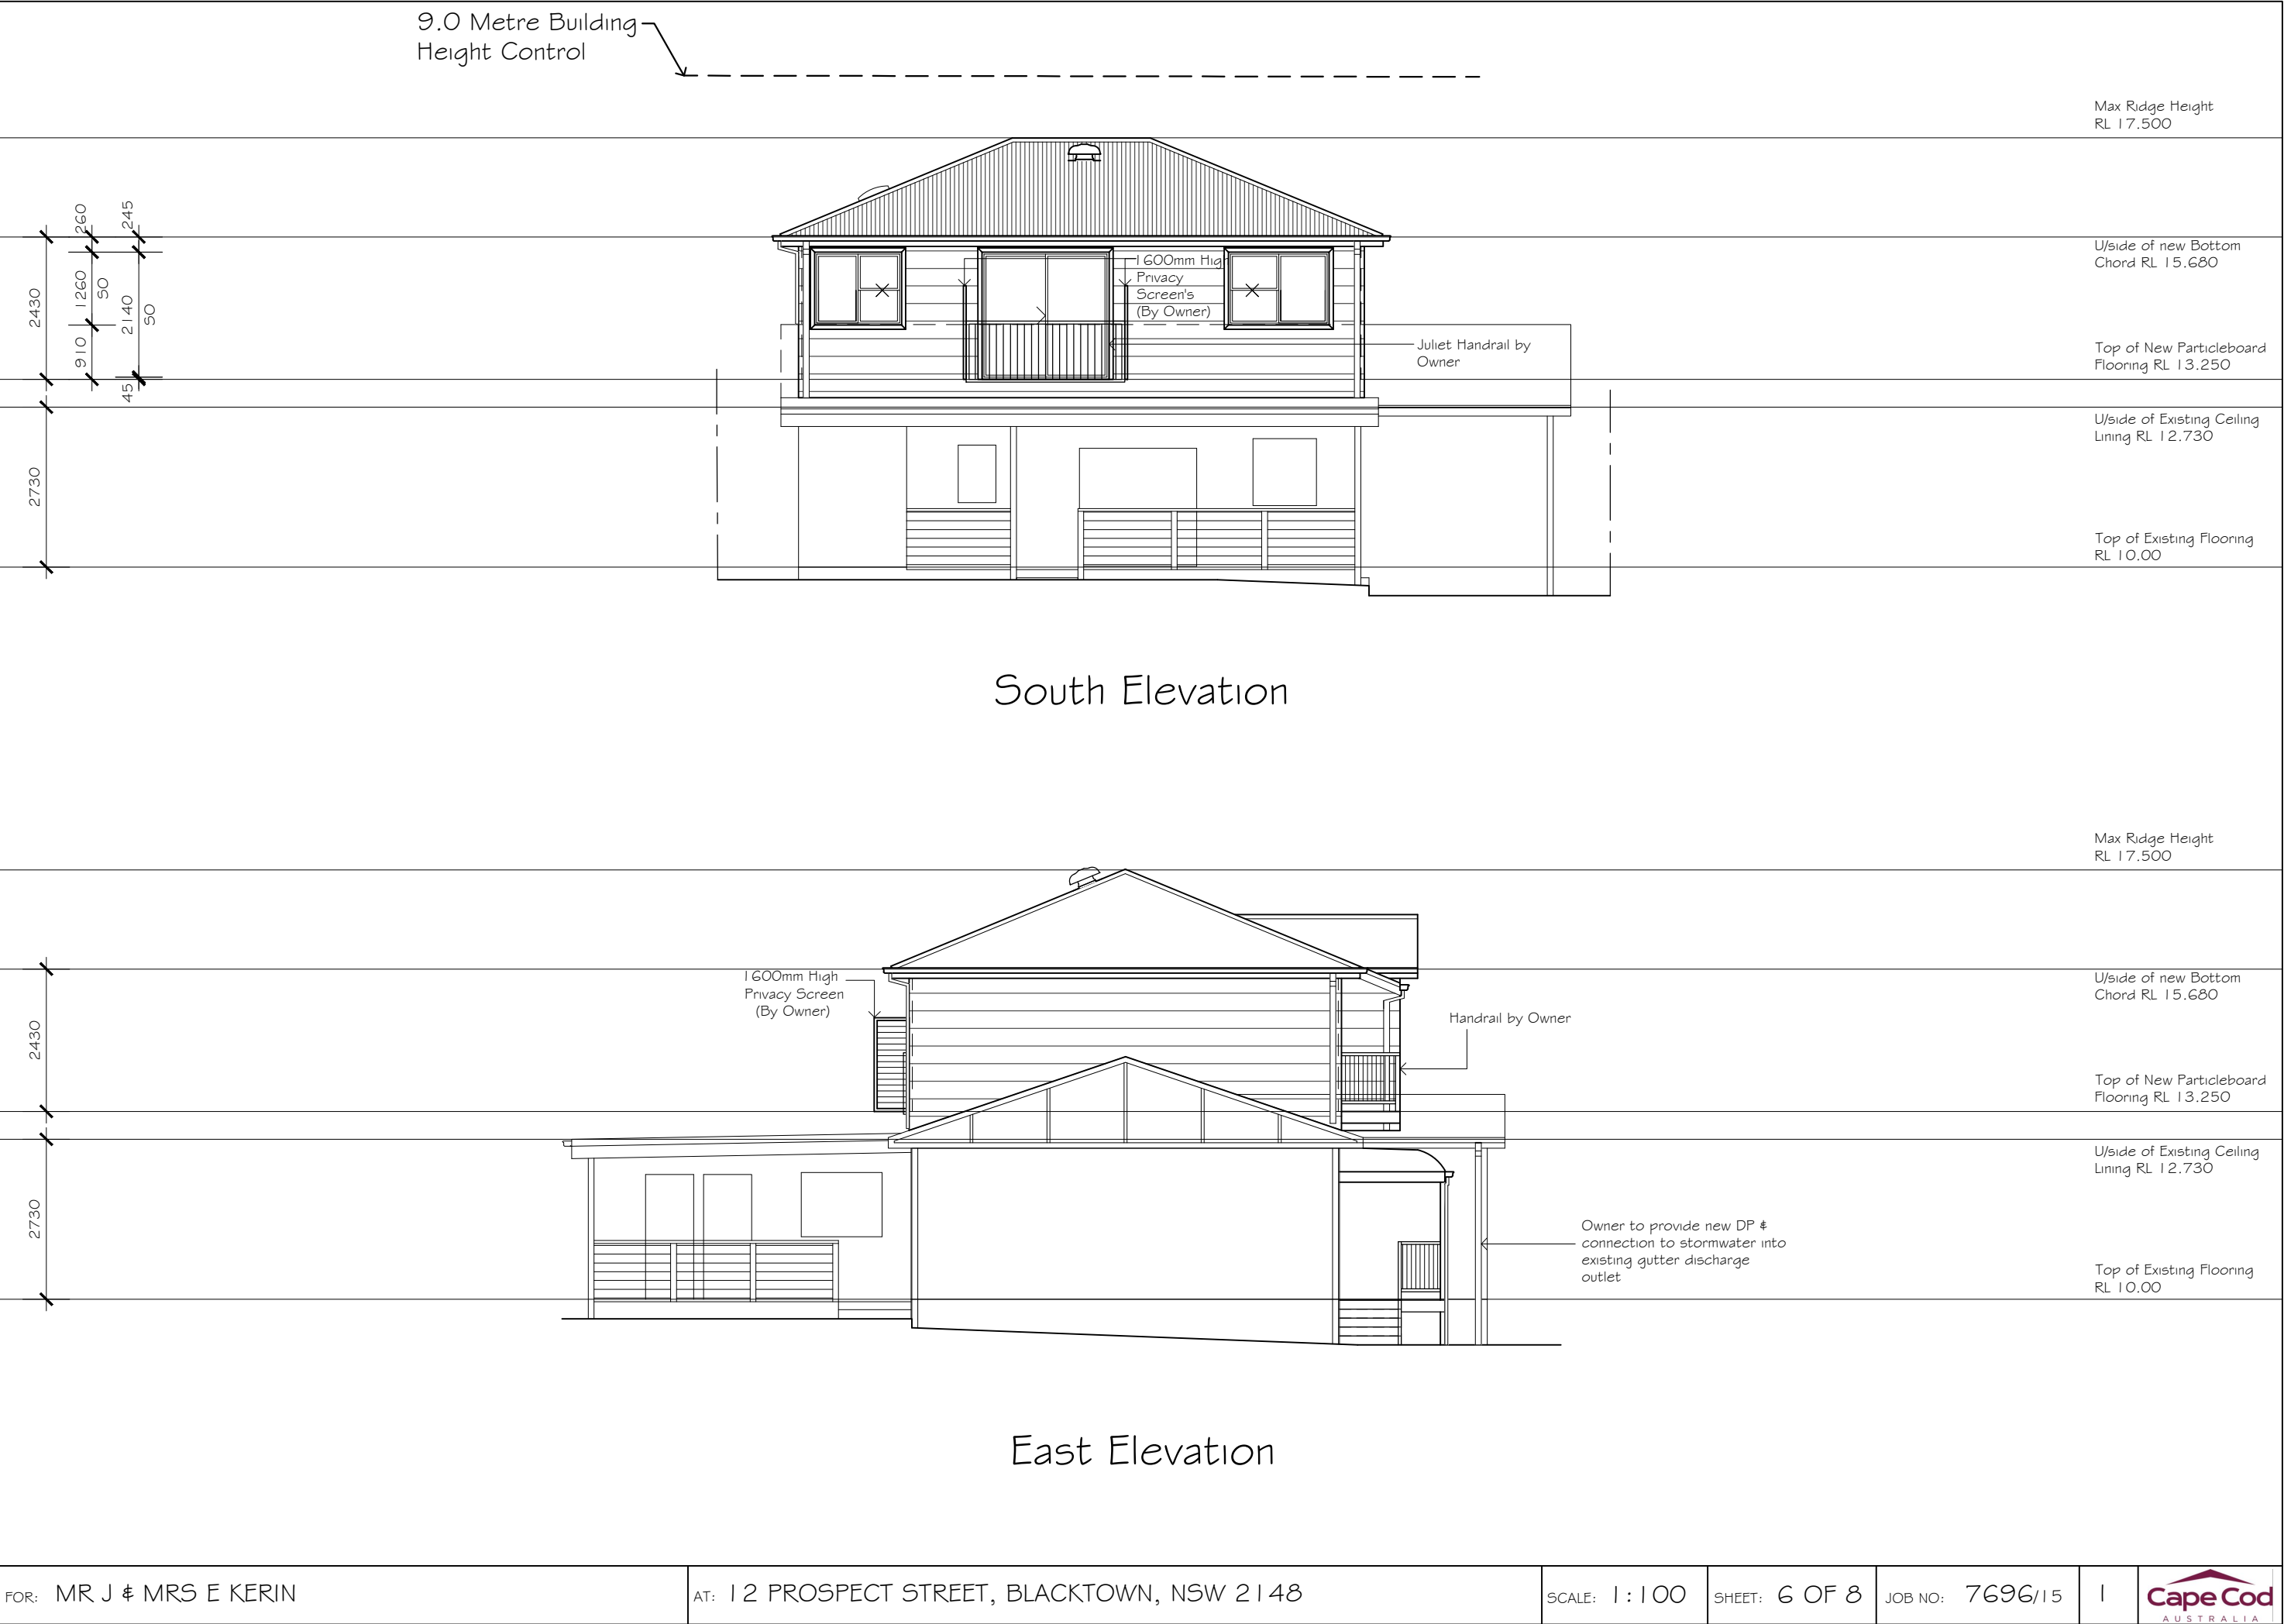 9.0 Metre Building
Height Control
Max Ridge Height
RL 17.500
260
245
2430
1260
50
2140
50
910
45
2730
1600mm Hig
Privacy
Screen's
(By Owner)
Juliet Handrail by
Owner
U/side of new Bottom
Chord RL 15.680
Top of New Particleboard
Flooring RL 13.250
U/side of Existing Ceiling
Lining RL 12.730
Top of Existing Flooring
RL 10.00
South Elevation
Max Ridge Height
RL 17.500
2430
2730
1600mm High
Privacy Screen
(By Owner)
Handrail by Owner
Owner to provide new DP &
connection to stormwater into
existing gutter discharge
outlet
U/side of new Bottom
Chord RL 15.680
Top of New Particleboard
Flooring RL 13.250
U/side of Existing Ceiling
Lining RL 12.730
Top of Existing Flooring
RL 10.00
East Elevation
FOR: MR J & MRS E KERIN
AT: 12 PROSPECT STREET, BLACKTOWN, NSW 2148
SCALE: 1:100
SHEET: 6 OF 8
JOB NO: 7696/15
1
Cape Cod
AUSTRALIA